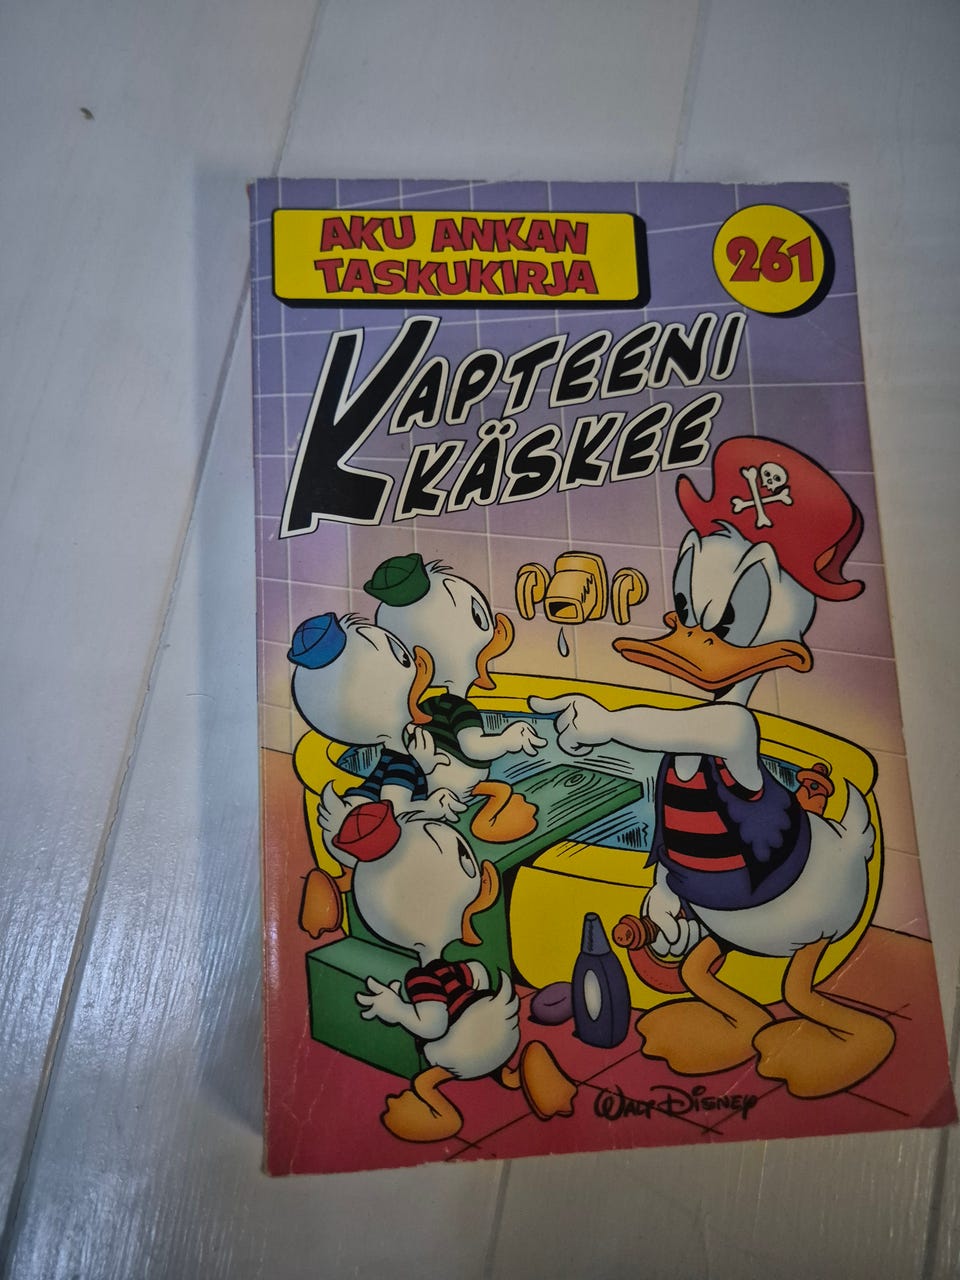 AKU ANKAN
TASKUKIRJA
261
KAPTEENI
KÄSKEE
WALT DISNEY